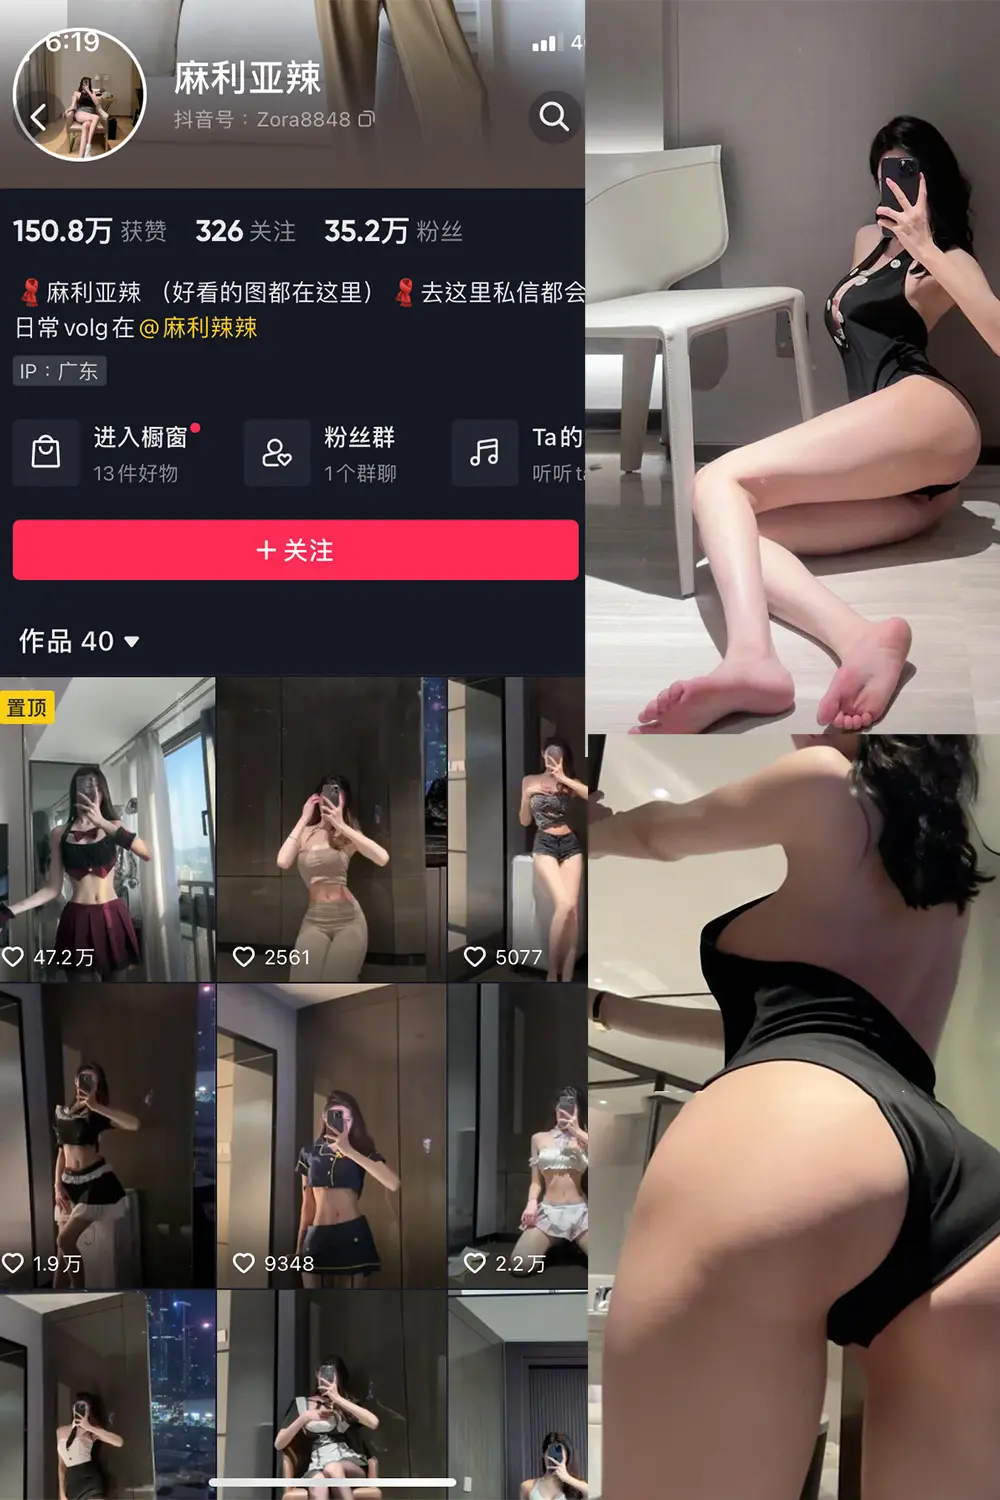 6:19
麻利亚辣
抖音号：Zora8848
150.8万 获赞 326 关注 35.2万 粉丝
麻利亚辣 （好看的图都在这里） 去这里私信都会
日常volg在@麻利辣辣
IP：广东
进入橱窗 粉丝群 Ta的
13件好物 1个群聊 听听
+ 关注
作品 40
置顶
47.2万 2561 5077
1.9万 9348 2.2万